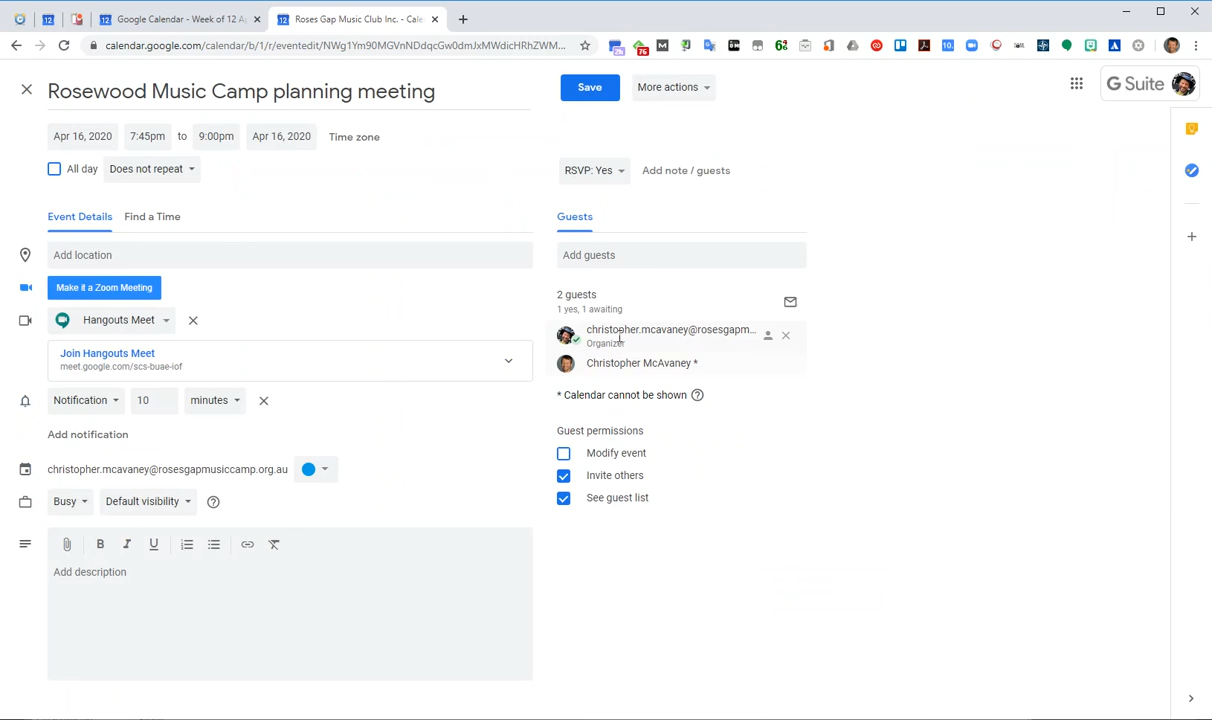 Google Calendar - Week of 12 Ap
Roses Gap Music Club Inc. - Cale
calendar.google.com/calendar/b/1/r/eventedit/NWg1Ym90MGVnNDdqcGw0dmJxMWdicHRhZWM...
Rosewood Music Camp planning meeting
Save
More actions
G Suite
Apr 16, 2020
7:45pm
to
9:00pm
Apr 16, 2020
Time zone
All day
Does not repeat
RSVP: Yes
Add note / guests
Event Details
Find a Time
Guests
Add location
Add guests
Make it a Zoom Meeting
2 guests
1 yes, 1 awaiting
Hangouts Meet
christopher.mcavaney@rosesgapm...
Organizer
Join Hangouts Meet
meet.google.com/scs-buae-iof
Christopher McAvaney *
* Calendar cannot be shown
Notification
10
minutes
Add notification
Guest permissions
Modify event
Invite others
See guest list
christopher.mcavaney@rosesgapmusiccamp.org.au
Busy
Default visibility
B
I
U
Add description